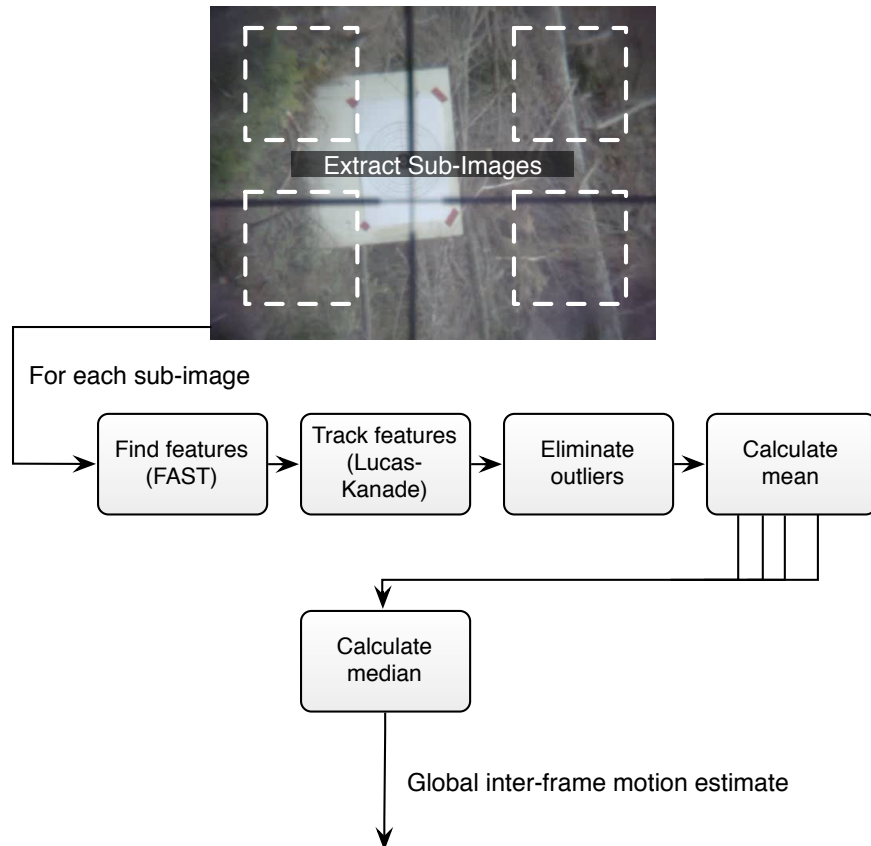 Extract Sub-Images
For each sub-image
Find features
(FAST)
Track features
(Lucas-
Kanade)
Eliminate
outliers
Calculate
mean
Calculate
median
Global inter-frame motion estimate